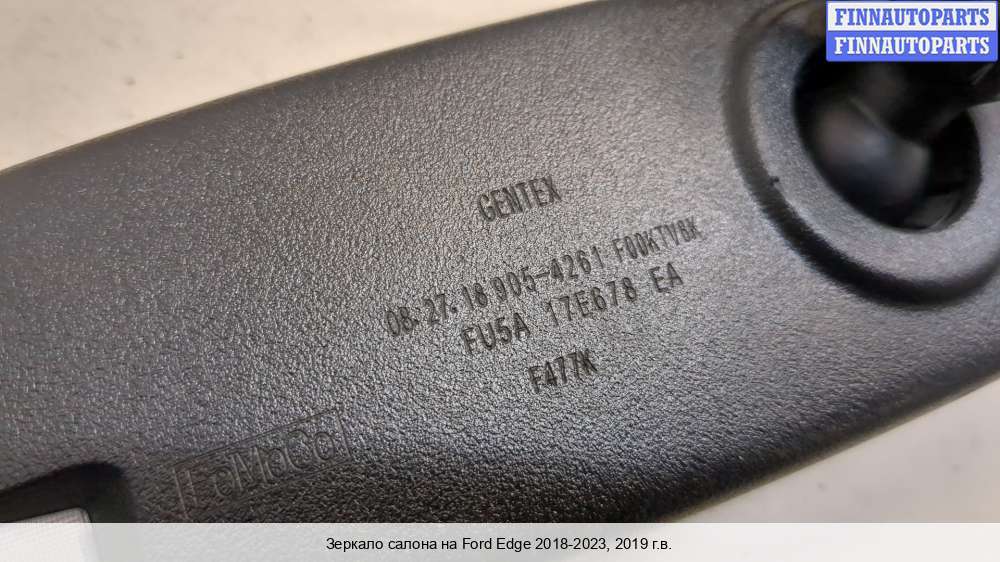 FINNAUTOPARTS
FINNAUTOPARTS
GENTEX
08.27.18 905-4261 F00KTV8K
FU5A 17E678 EA
F477K
FoMoCo
Зеркало салона на Ford Edge 2018-2023, 2019 г.в.